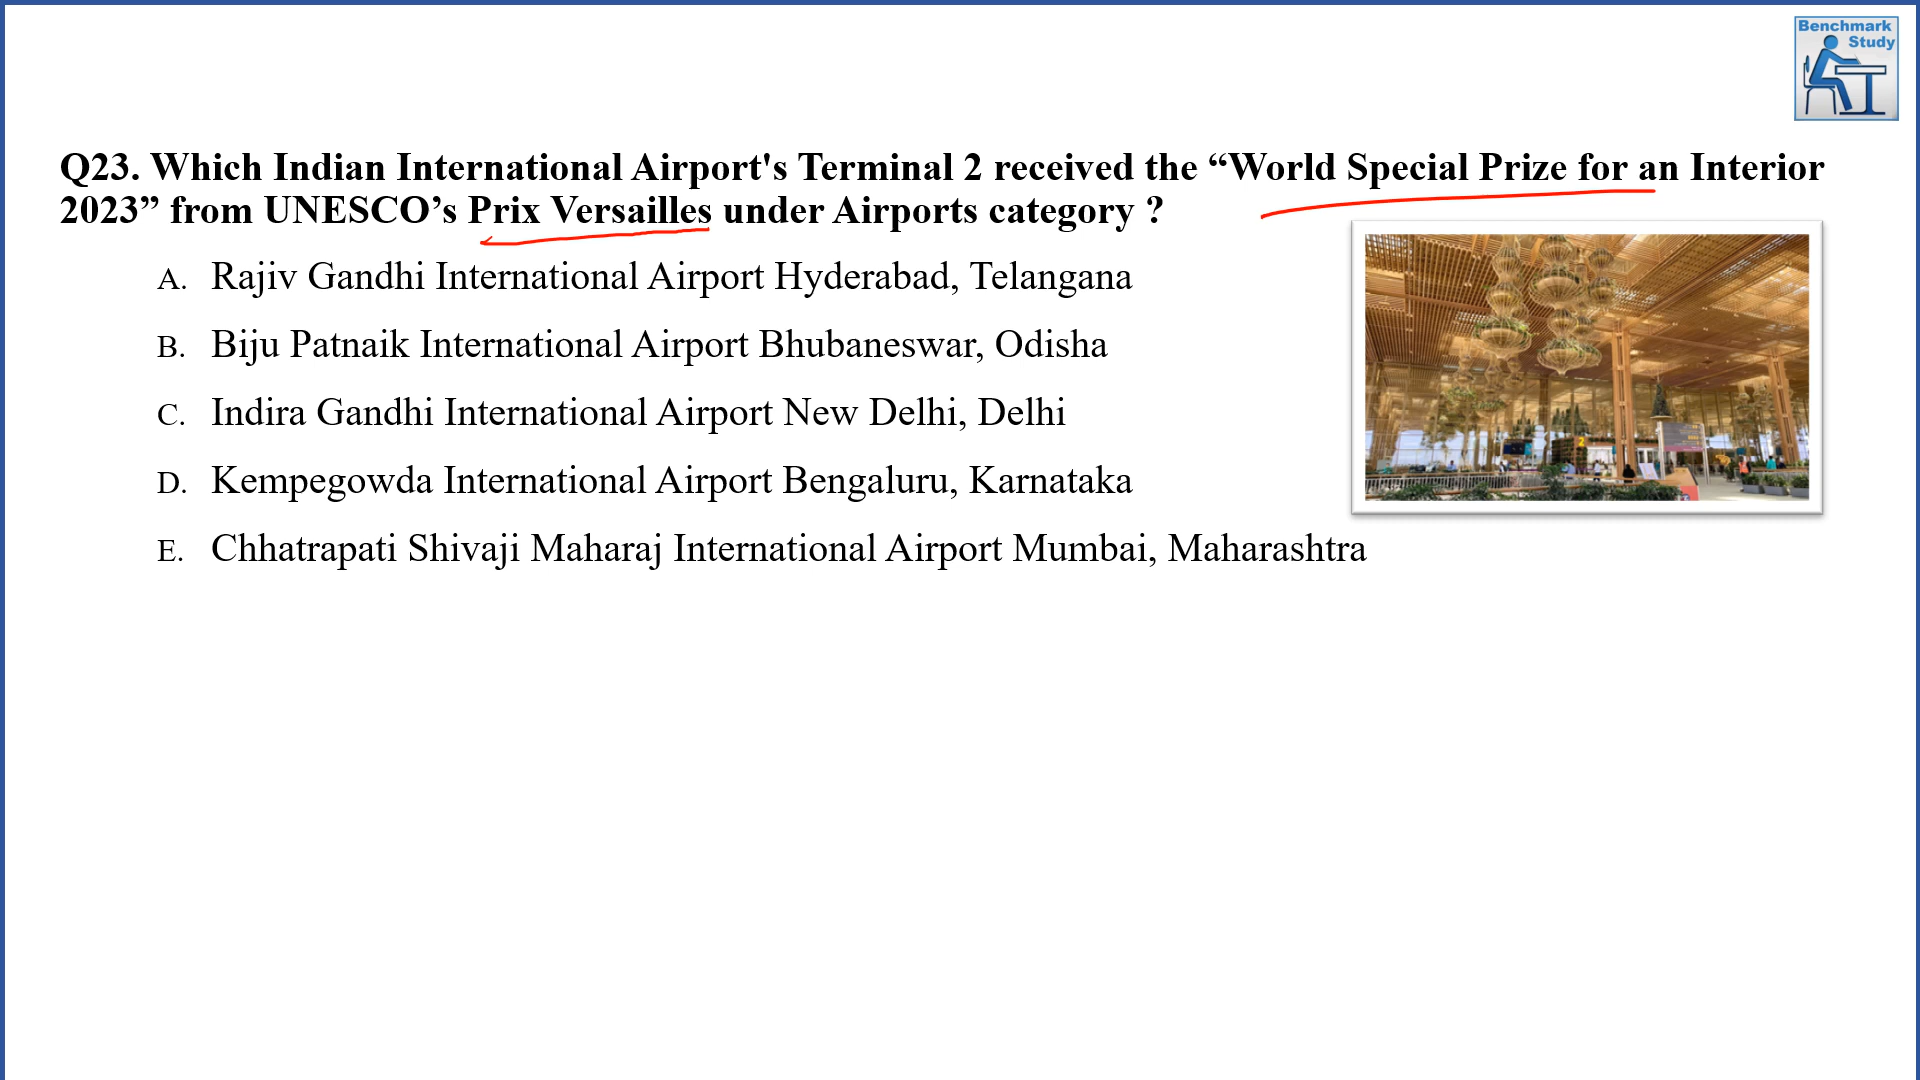 Benchmark
Study
Q23. Which Indian International Airport's Terminal 2 received the “World Special Prize for an Interior
2023” from UNESCO’s Prix Versailles under Airports category ?
A. Rajiv Gandhi International Airport Hyderabad, Telangana
B. Biju Patnaik International Airport Bhubaneswar, Odisha
C. Indira Gandhi International Airport New Delhi, Delhi
D. Kempegowda International Airport Bengaluru, Karnataka
E. Chhatrapati Shivaji Maharaj International Airport Mumbai, Maharashtra